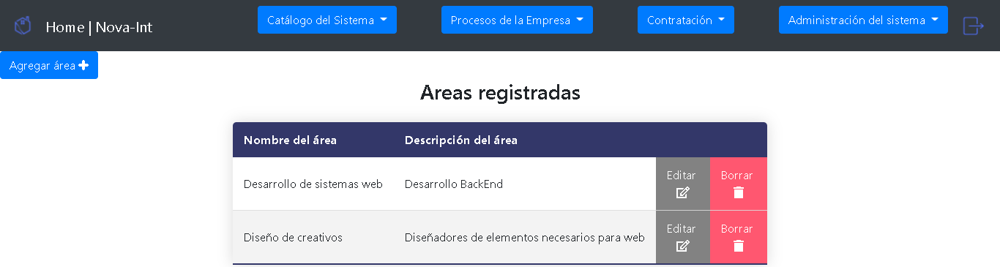 Home | Nova-Int
Catálogo del Sistema
Procesos de la Empresa
Contratación
Administración del sistema
Agregar área
Areas registradas
Nombre del área Descripción del área
Desarrollo de sistemas web Desarrollo BackEnd Editar Borrar
Diseño de creativos Diseñadores de elementos necesarios para web Editar Borrar